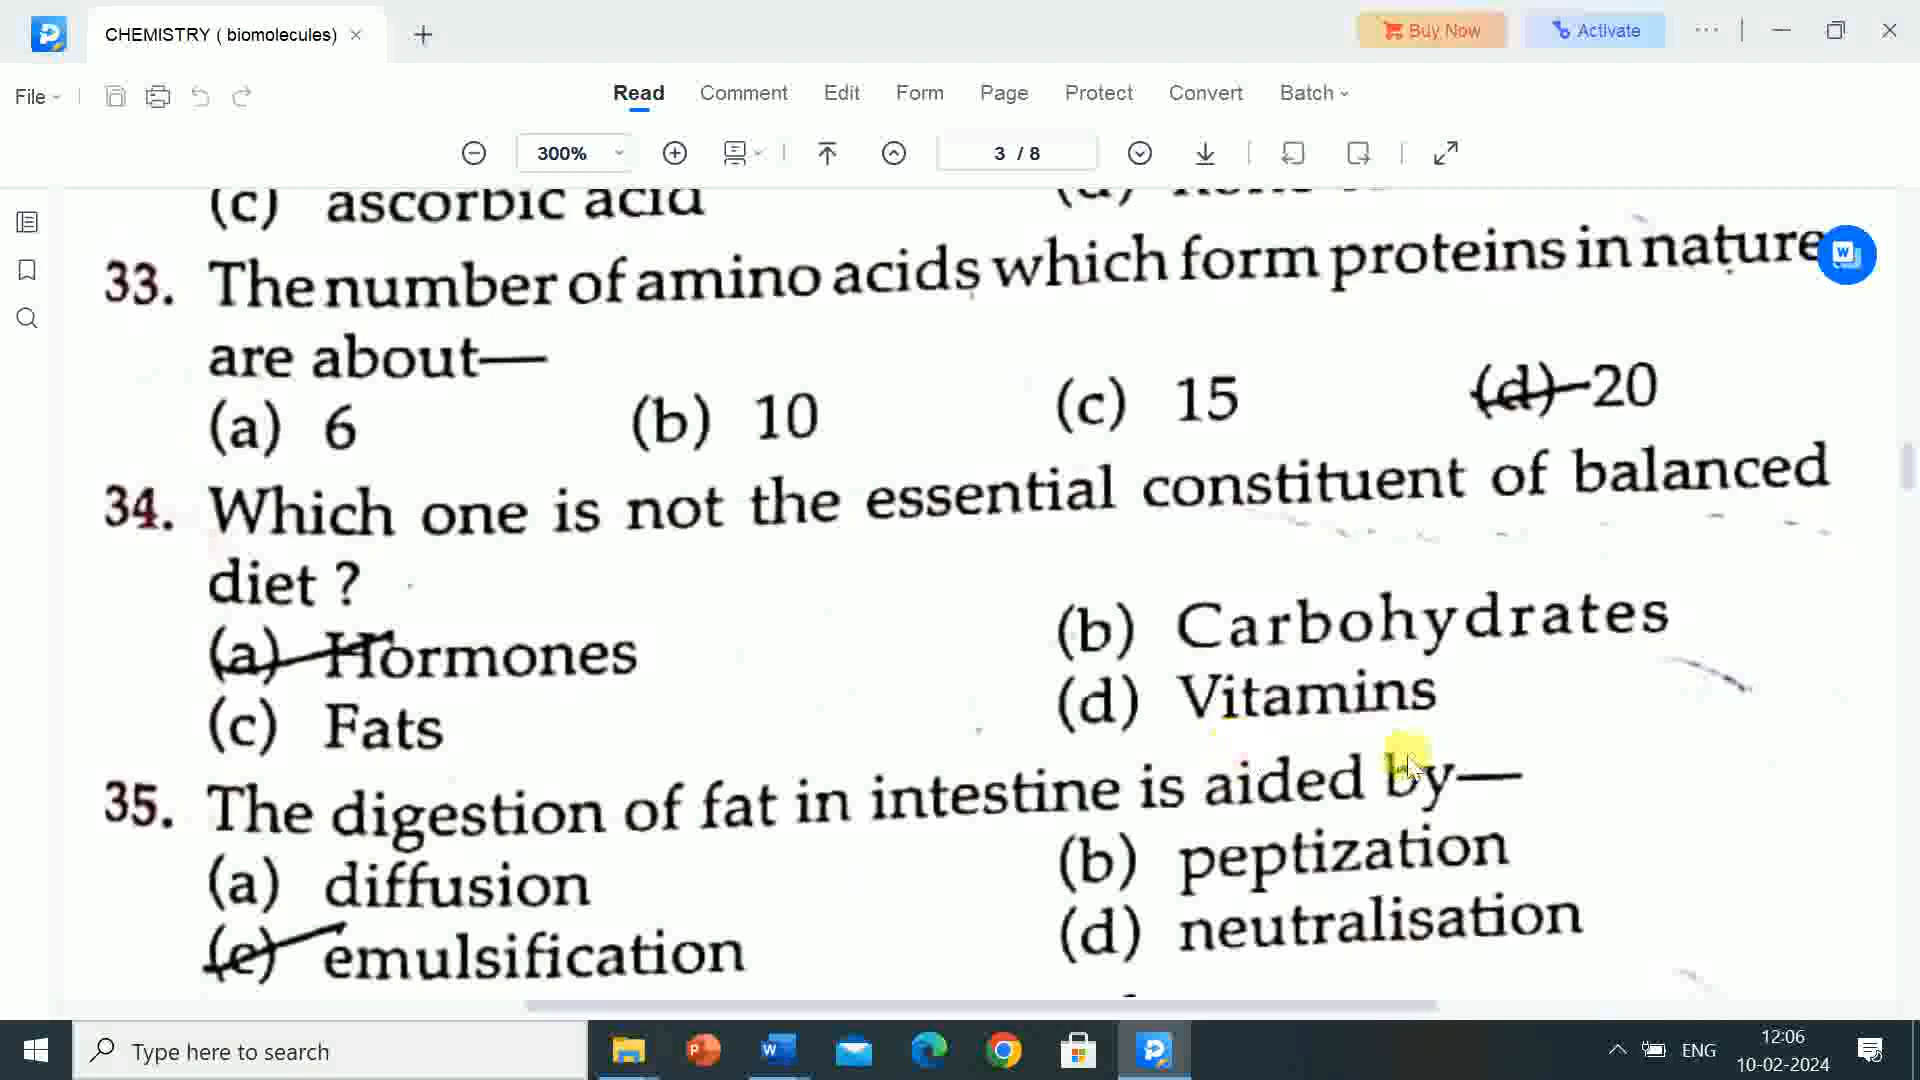 CHEMISTRY ( biomolecules)
Buy Now
Activate
File
Read
Comment
Edit
Form
Page
Protect
Convert
Batch
300%
3 / 8
(c) ascorbic acid
33. The number of amino acids which form proteins in nature
are about—
(a) 6 (b) 10 (c) 15 (d) 20
34. Which one is not the essential constituent of balanced
diet ?
(a) Hormones (b) Carbohydrates
(c) Fats (d) Vitamins
35. The digestion of fat in intestine is aided by—
(a) diffusion (b) peptization
(c) emulsification (d) neutralisation
Type here to search
ENG
12:06
10-02-2024